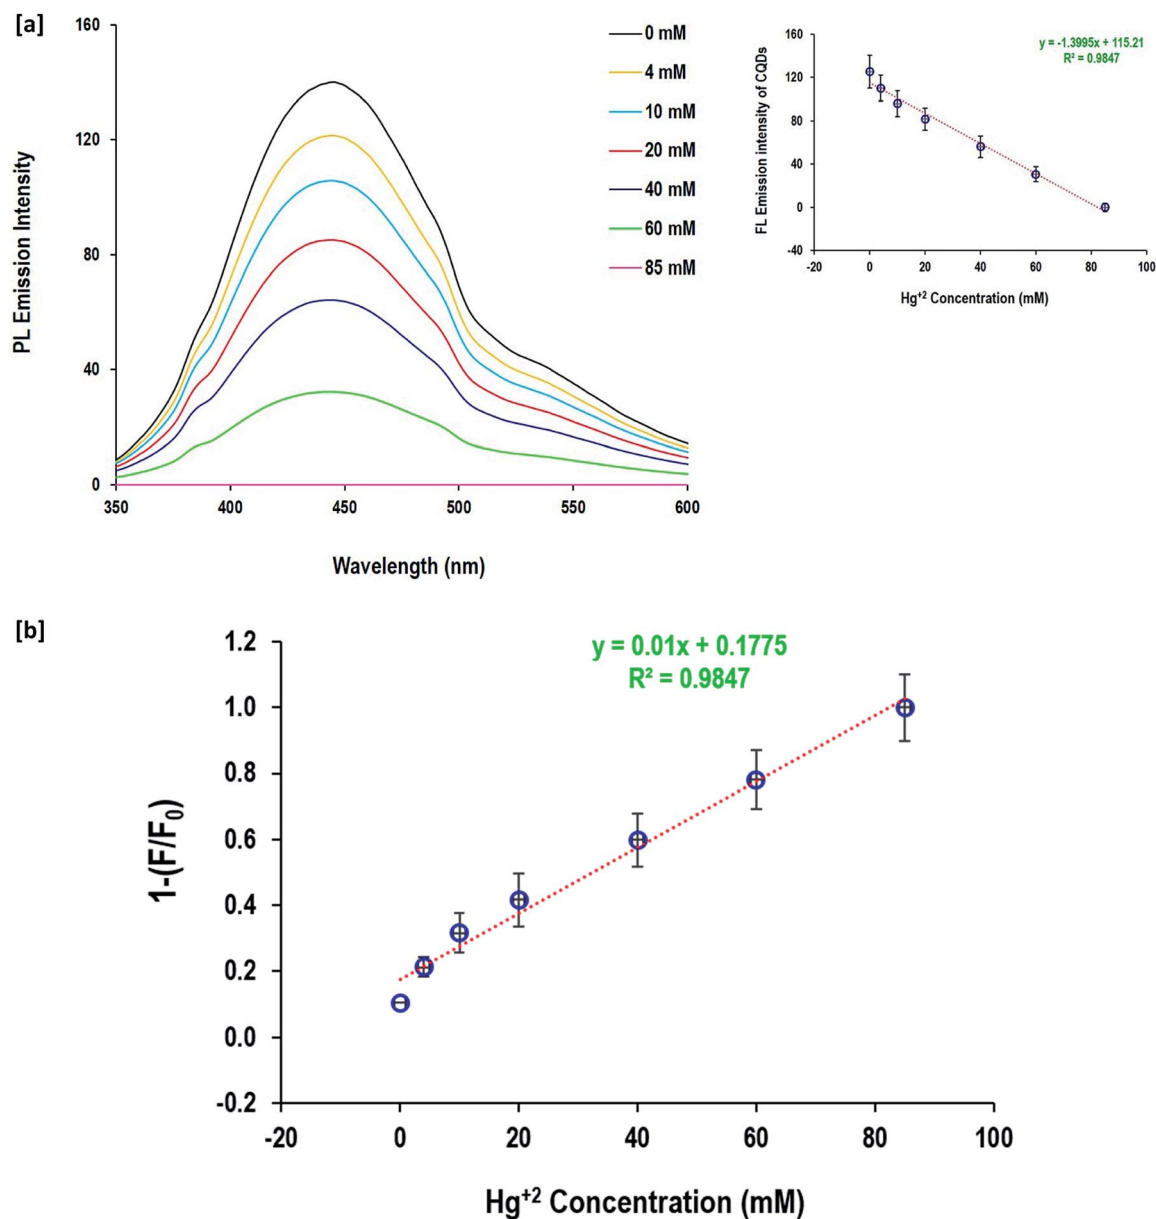 [a]
160
120
80
40
0
PL Emission Intensity
350
400
450
500
550
600
Wavelength (nm)
0 mM
4 mM
10 mM
20 mM
40 mM
60 mM
85 mM
y = -1.3995x + 115.21
R² = 0.9847
160
120
80
40
0
-40
FL Emission intensity of CQDs
-20
0
20
40
60
80
100
Hg⁺² Concentration (mM)
[b]
y = 0.01x + 0.1775
R² = 0.9847
1.2
1.0
0.8
0.6
0.4
0.2
0.0
-0.2
1-(F/F₀)
-20
0
20
40
60
80
100
Hg⁺² Concentration (mM)